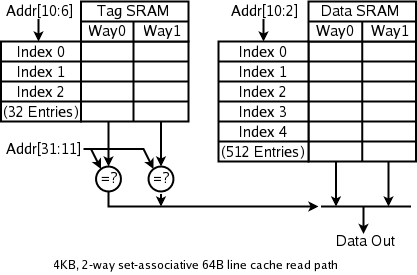 Addr[10:6]
Tag SRAM
Way0 Way1
Index 0
Index 1
Index 2
(32 Entries)
Addr[31:11]
=? =?
Addr[10:2]
Data SRAM
Way0 Way1
Index 0
Index 1
Index 2
Index 3
Index 4
(512 Entries)
Data Out
4KB, 2-way set-associative 64B line cache read path